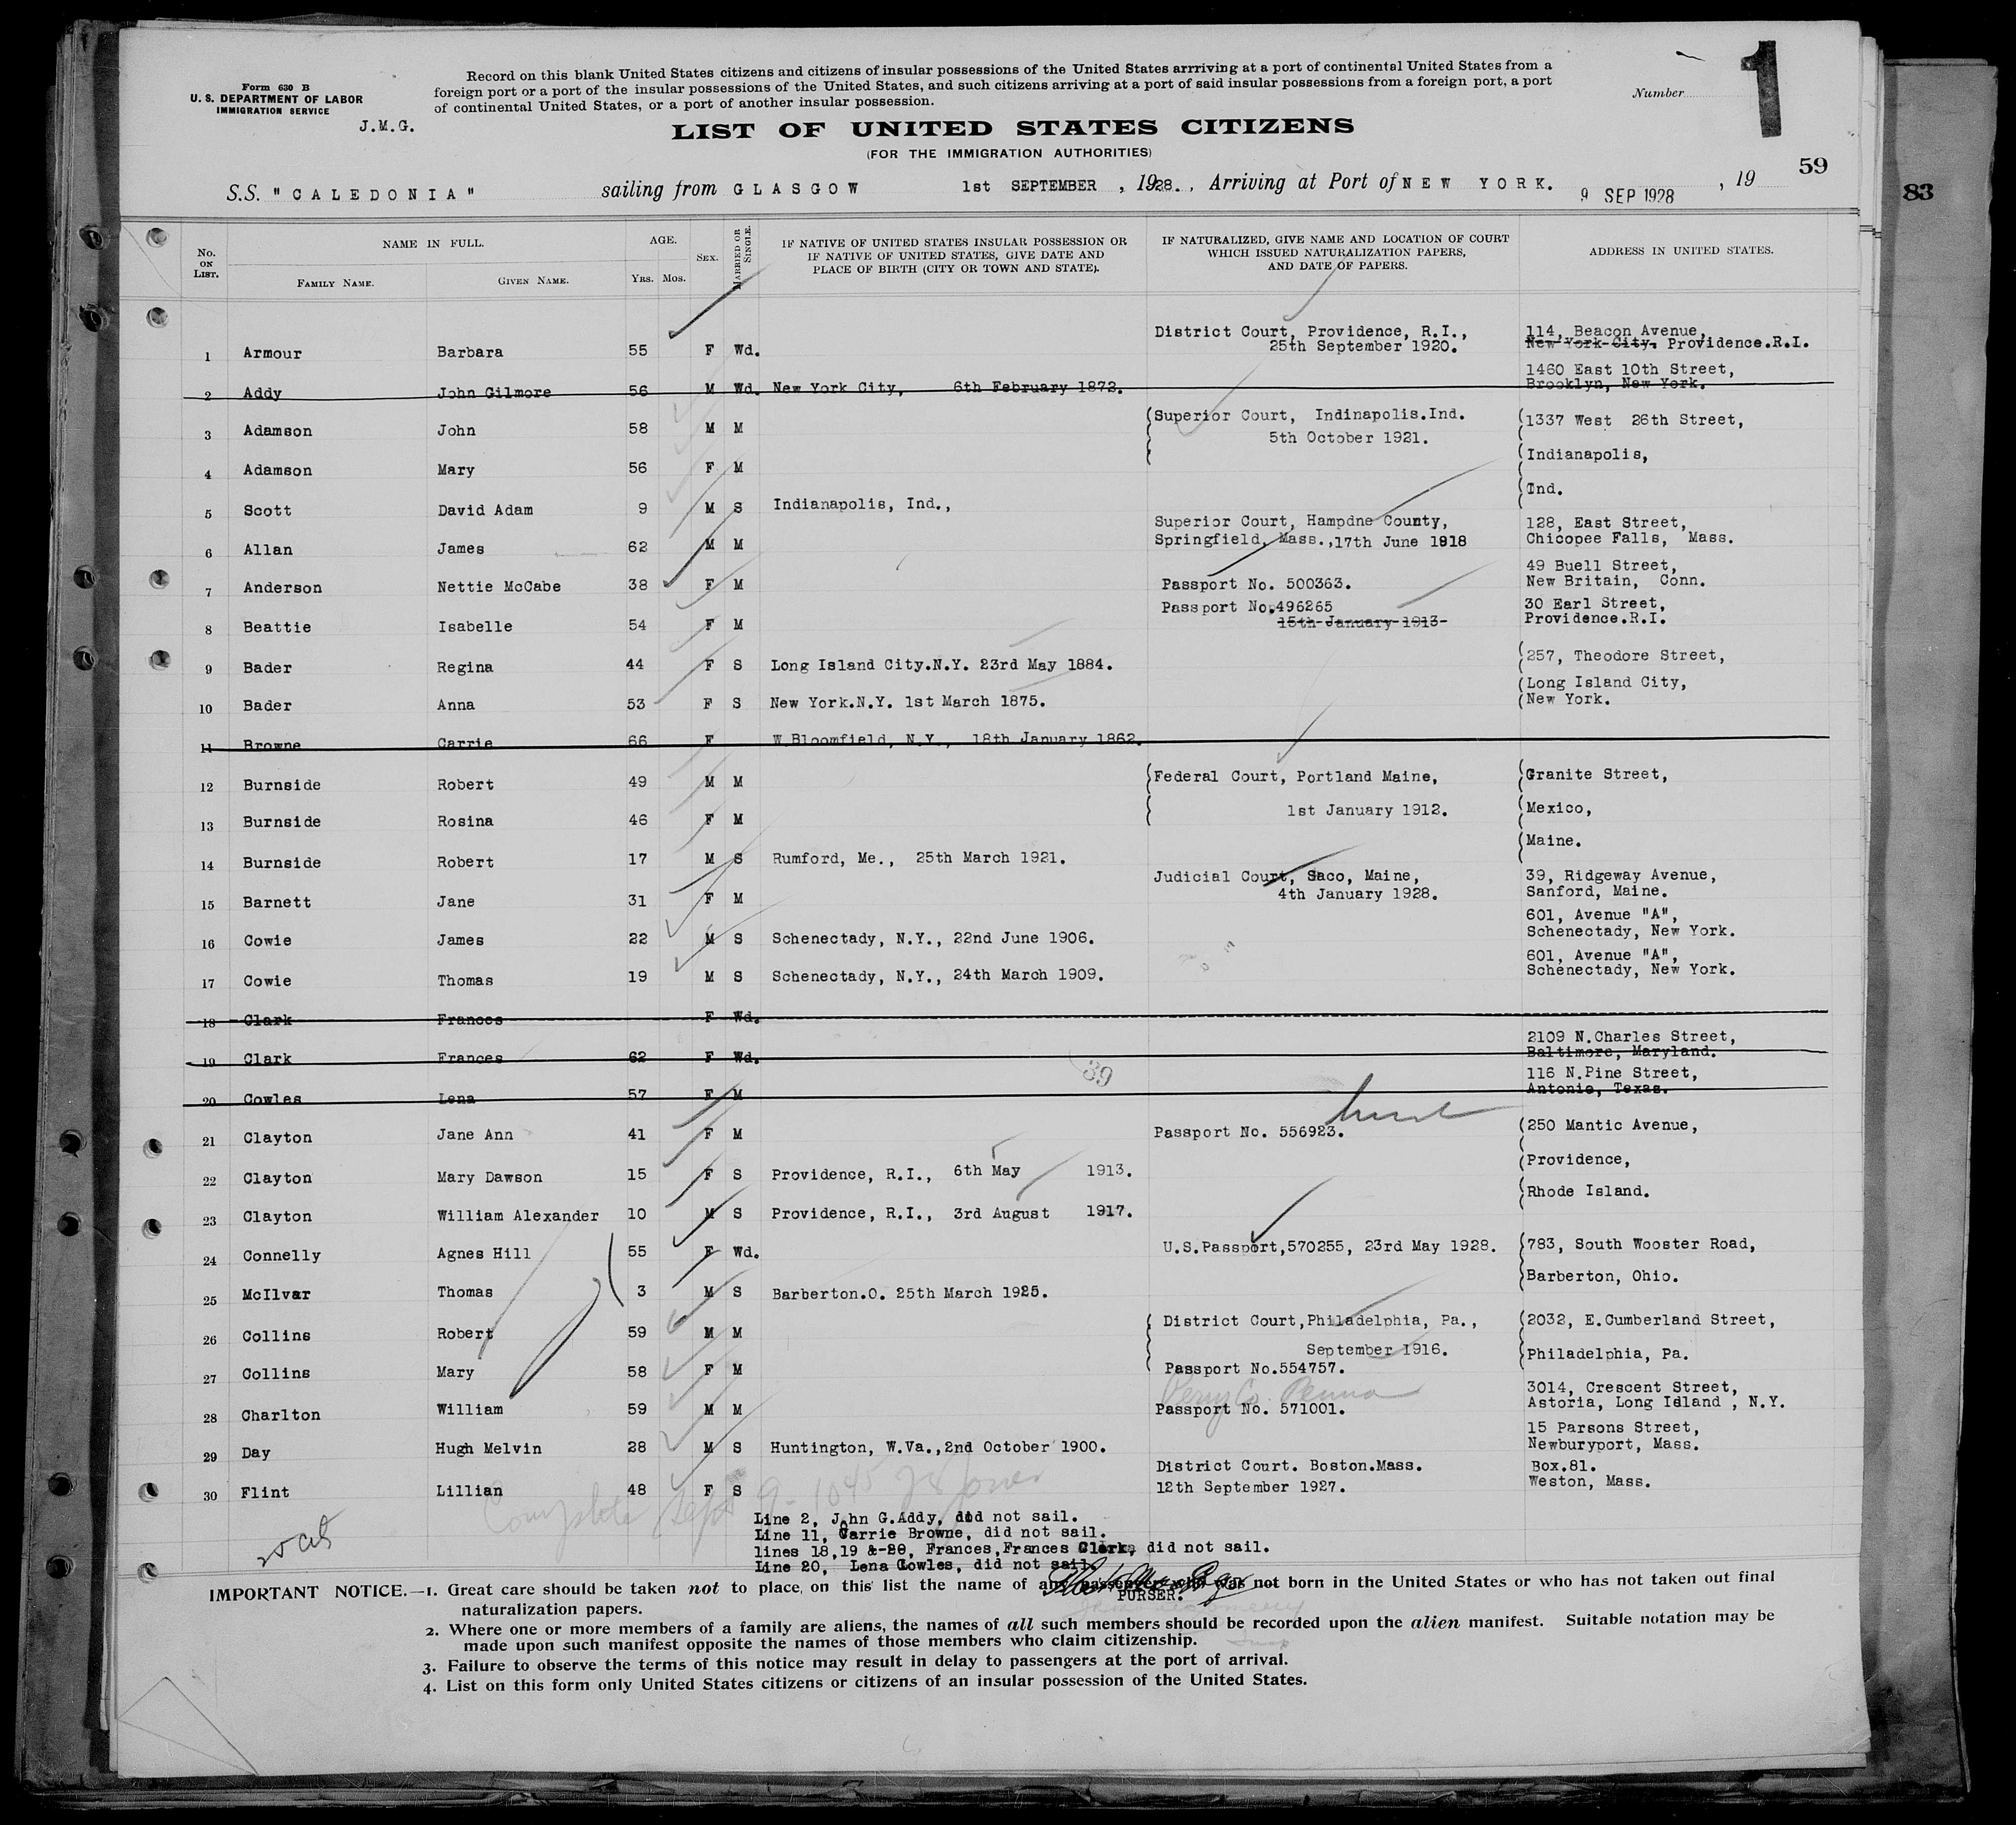 Form 630 B
U. S. DEPARTMENT OF LABOR
IMMIGRATION SERVICE
J.M.G.
Record on this blank United States citizens and citizens of insular possessions of the United States arrriving at a port of continental United States from a
foreign port or a port of the insular possessions of the United States, and such citizens arriving at a port of said insular possessions from a foreign port, a port
of continental United States, or a port of another insular possession.
Number
1
LIST OF UNITED STATES CITIZENS
(FOR THE IMMIGRATION AUTHORITIES)
59
83
S.S. "CALEDONIA" sailing from GLASGOW 1st SEPTEMBER , 1928. , Arriving at Port of NEW YORK. 9 SEP 1928 , 19
No. ON LIST. NAME IN FULL. FAMILY NAME. GIVEN NAME. AGE. YRS. MOS. SEX. MARRIED OR SINGLE. IF NATIVE OF UNITED STATES INSULAR POSSESSION OR IF NATIVE OF UNITED STATES, GIVE DATE AND PLACE OF BIRTH (CITY OR TOWN AND STATE). IF NATURALIZED, GIVE NAME AND LOCATION OF COURT WHICH ISSUED NATURALIZATION PAPERS, AND DATE OF PAPERS. ADDRESS IN UNITED STATES.
1 Armour Barbara 55 F Wd. District Court, Providence, R.I., 25th September 1920. 114, Beacon Avenue, New York City. Providence.R.I.
2 Addy John Gilmore 56 M Wd. New York City, 6th February 1872. 1460 East 10th Street, Brooklyn, New York.
3 Adamson John 58 M M Superior Court, Indinapolis.Ind. 5th October 1921. 1337 West 26th Street,
4 Adamson Mary 56 F M Indianapolis,
5 Scott David Adam 9 M S Indianapolis, Ind., Ind.
6 Allan James 62 M M Superior Court, Hampdne County, Springfield, Mass.,17th June 1918 128, East Street, Chicopee Falls, Mass.
7 Anderson Nettie McCabe 38 F M Passport No. 500363. 49 Buell Street, New Britain, Conn.
8 Beattie Isabelle 54 F M Passport No.496265 15th January 1913 30 Earl Street, Providence.R.I.
9 Bader Regina 44 F S Long Island City.N.Y. 23rd May 1884. 257, Theodore Street,
10 Bader Anna 53 F S New York.N.Y. 1st March 1875. Long Island City, New York.
11 Browne Carrie 66 F W.Bloomfield, N.Y., 18th January 1862.
12 Burnside Robert 49 M M Federal Court, Portland Maine, Granite Street,
13 Burnside Rosina 46 F M 1st January 1912. Mexico,
14 Burnside Robert 17 M S Rumford, Me., 25th March 1921. Maine.
15 Barnett Jane 31 F M Judicial Court, Saco, Maine, 4th January 1928. 39, Ridgeway Avenue, Sanford, Maine.
16 Cowie James 22 M S Schenectady, N.Y., 22nd June 1906. 601, Avenue "A", Schenectady, New York.
17 Cowie Thomas 19 M S Schenectady, N.Y., 24th March 1909. 601, Avenue "A", Schenectady, New York.
18 Clark Frances F Wd.
19 Clark Frances 62 F Wd. 2109 N.Charles Street, Baltimore, Maryland.
39
20 Cowles Lena 57 F M 116 N.Pine Street, Antonio, Texas.
21 Clayton Jane Ann 41 F M Passport No. 556923. 250 Mantic Avenue,
22 Clayton Mary Dawson 15 F S Providence, R.I., 6th May 1913. Providence,
23 Clayton William Alexander 10 M S Providence, R.I., 3rd August 1917. Rhode Island.
24 Connelly Agnes Hill 55 F Wd. U.S.Passport,570255, 23rd May 1928. 783, South Wooster Road,
25 McIlvar Thomas 3 M S Barberton.O. 25th March 1925. Barberton, Ohio.
26 Collins Robert 59 M M District Court,Philadelphia, Pa., September 1916. 2032, E.Cumberland Street,
27 Collins Mary 58 F M Passport No.554757. Philadelphia, Pa.
Perry Co. Penna
28 Charlton William 59 M M Passport No. 571001. 3014, Crescent Street, Astoria, Long Island , N.Y.
29 Day Hugh Melvin 28 M S Huntington, W.Va.,2nd October 1900. 15 Parsons Street, Newburyport, Mass.
30 Flint Lillian 48 F S District Court. Boston.Mass. 12th September 1927. Box.81. Weston, Mass.
Complete Sept 9 - 10 45
Line 2, John G.Addy, did not sail.
Line 11, Carrie Browne, did not sail.
lines 18,19 &-20, Frances,Frances Clark, did not sail.
Line 20, Lena Cowles, did not sail.
PURSER.
IMPORTANT NOTICE.—1. Great care should be taken not to place on this list the name of any passenger who was not born in the United States or who has not taken out final
naturalization papers.
2. Where one or more members of a family are aliens, the names of all such members should be recorded upon the alien manifest. Suitable notation may be
made upon such manifest opposite the names of those members who claim citizenship.
3. Failure to observe the terms of this notice may result in delay to passengers at the port of arrival.
4. List on this form only United States citizens or citizens of an insular possession of the United States.